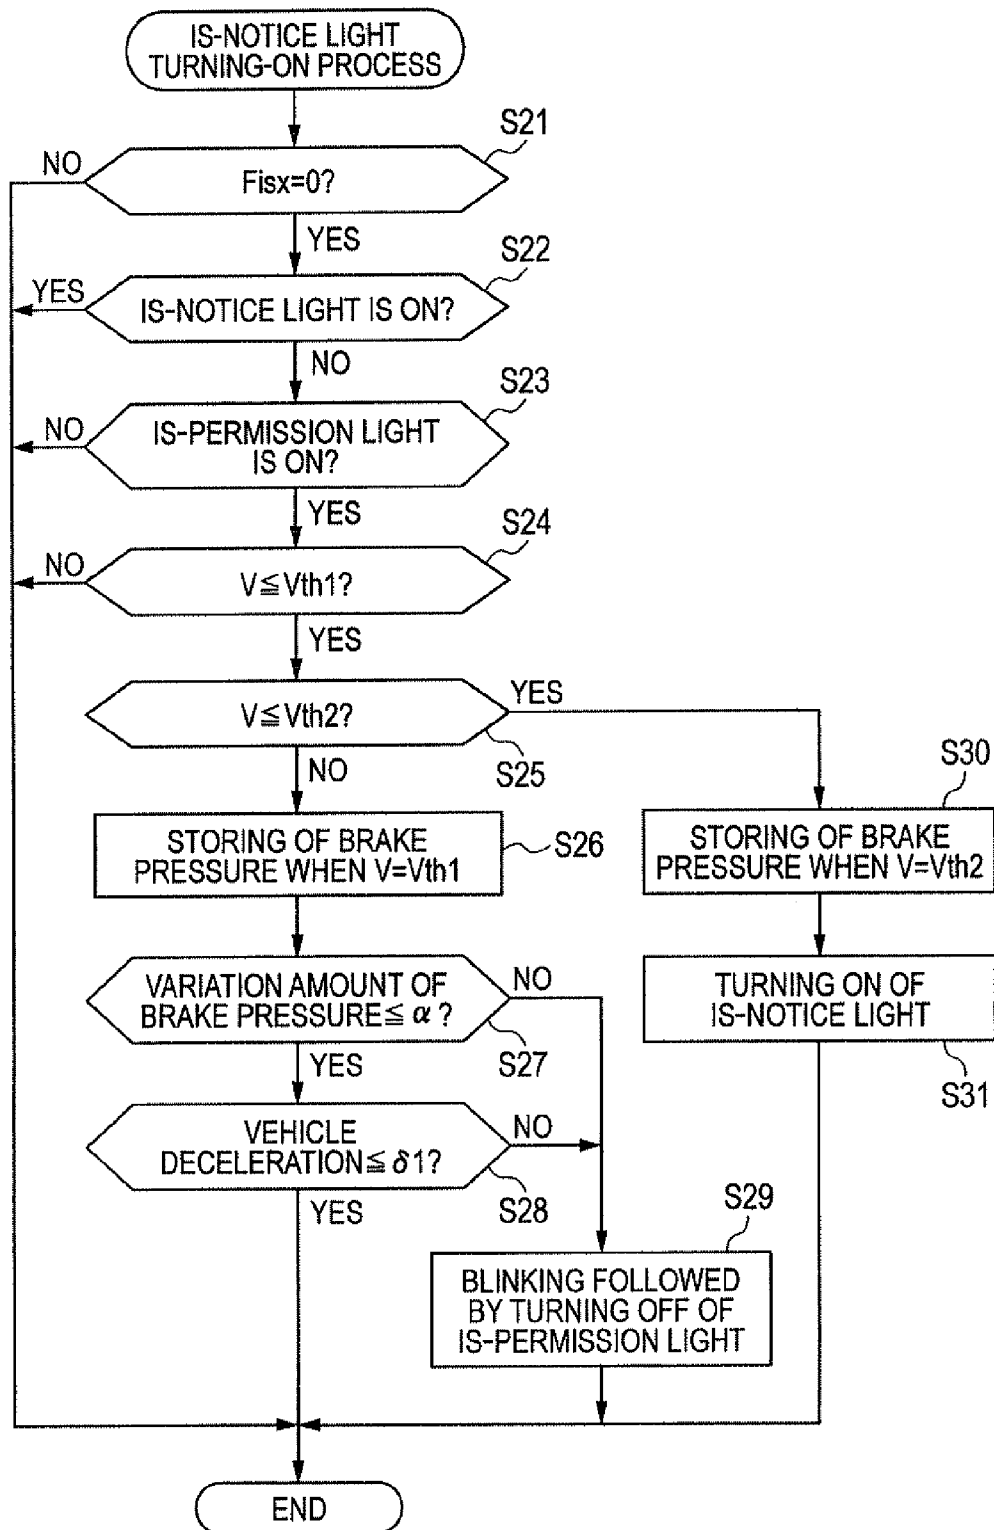 IS-NOTICE LIGHT
TURNING-ON PROCESS
S21
NO
Fisx=0?
YES
S22
YES
IS-NOTICE LIGHT IS ON?
NO
S23
NO
IS-PERMISSION LIGHT
IS ON?
YES
S24
NO
V≦Vth1?
YES
YES
V≦Vth2?
S25
NO
S30
STORING OF BRAKE
PRESSURE WHEN V=Vth1
S26
STORING OF BRAKE
PRESSURE WHEN V=Vth2
VARIATION AMOUNT OF
BRAKE PRESSURE≦ α ?
NO
S27
YES
TURNING ON OF
IS-NOTICE LIGHT
S31
VEHICLE
DECELERATION≦ δ1?
NO
S28
YES
S29
BLINKING FOLLOWED
BY TURNING OFF OF
IS-PERMISSION LIGHT
END